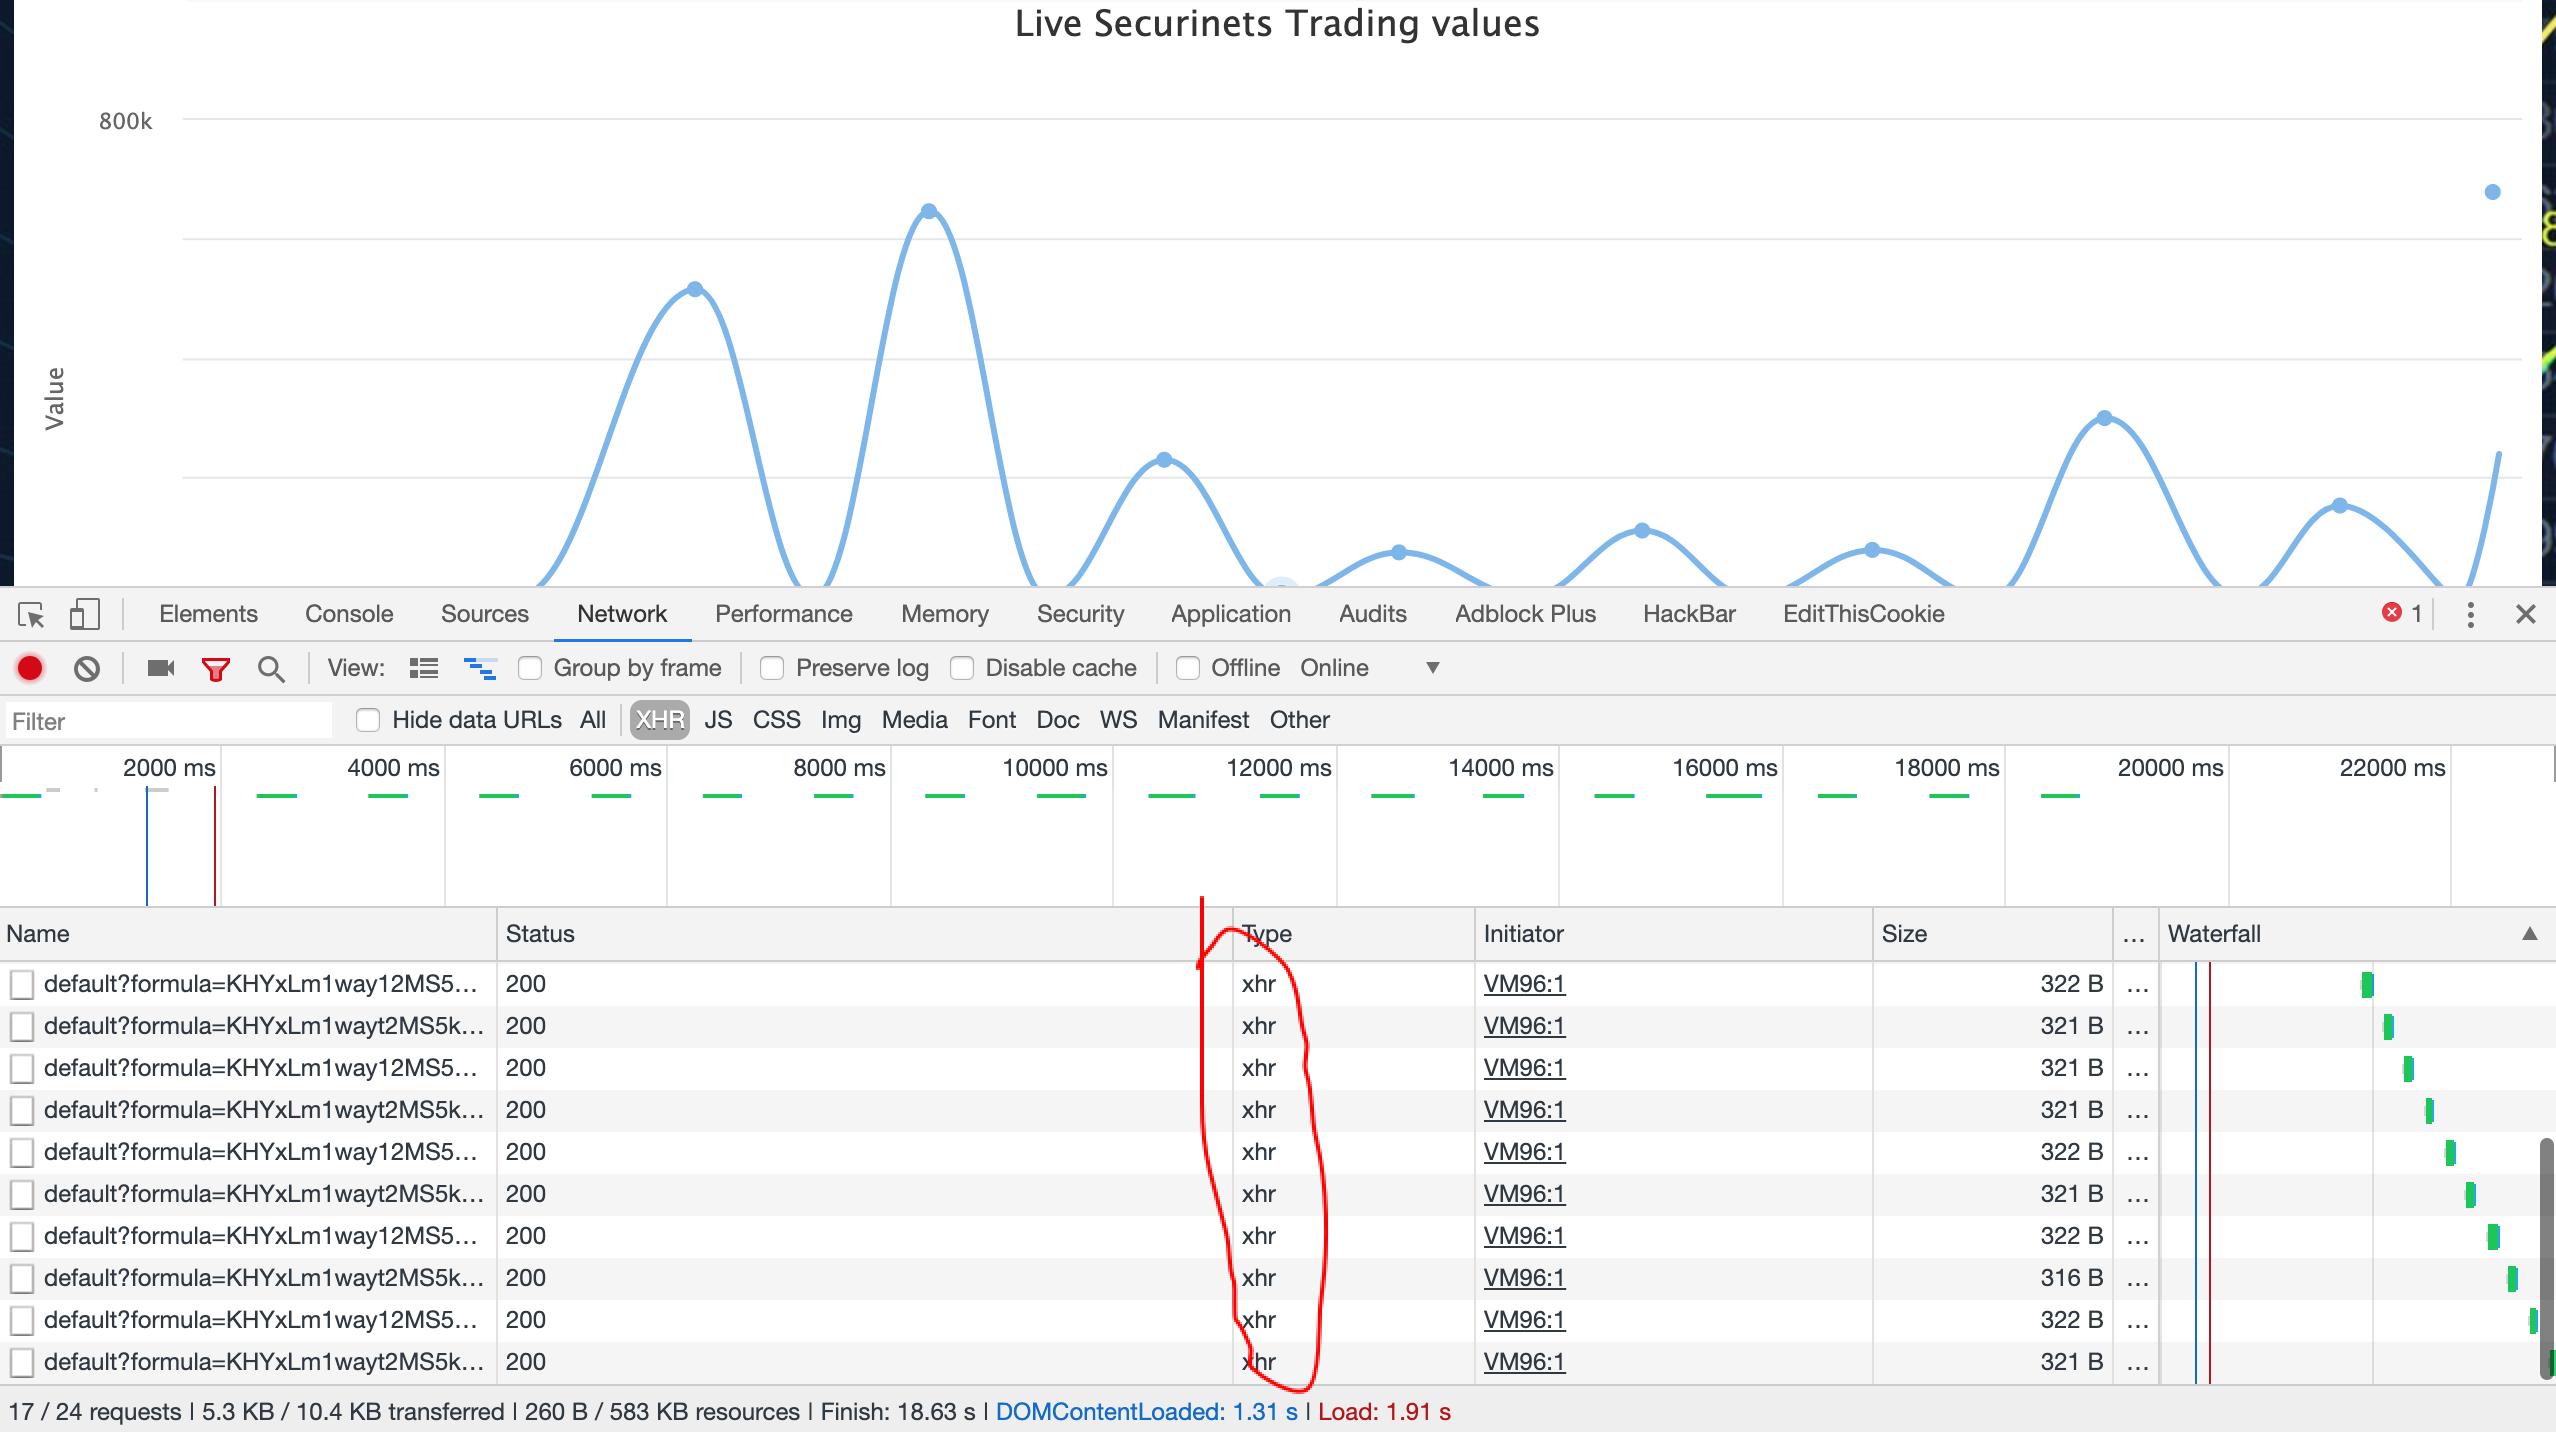 Live Securinets Trading values
800k
Value
Elements Console Sources Network Performance Memory Security Application Audits Adblock Plus HackBar EditThisCookie 1
View: Group by frame Preserve log Disable cache Offline Online ▼
Filter Hide data URLs All XHR JS CSS Img Media Font Doc WS Manifest Other
2000 ms 4000 ms 6000 ms 8000 ms 10000 ms 12000 ms 14000 ms 16000 ms 18000 ms 20000 ms 22000 ms
Name Status Type Initiator Size ... Waterfall ▲
default?formula=KHYxLm1way12MS5... 200 xhr VM96:1 322 B ...
default?formula=KHYxLm1wayt2MS5k... 200 xhr VM96:1 321 B ...
default?formula=KHYxLm1way12MS5... 200 xhr VM96:1 321 B ...
default?formula=KHYxLm1wayt2MS5k... 200 xhr VM96:1 321 B ...
default?formula=KHYxLm1way12MS5... 200 xhr VM96:1 322 B ...
default?formula=KHYxLm1wayt2MS5k... 200 xhr VM96:1 321 B ...
default?formula=KHYxLm1way12MS5... 200 xhr VM96:1 322 B ...
default?formula=KHYxLm1wayt2MS5k... 200 xhr VM96:1 316 B ...
default?formula=KHYxLm1way12MS5... 200 xhr VM96:1 322 B ...
default?formula=KHYxLm1wayt2MS5k... 200 xhr VM96:1 321 B ...
17 / 24 requests | 5.3 KB / 10.4 KB transferred | 260 B / 583 KB resources | Finish: 18.63 s | DOMContentLoaded: 1.31 s | Load: 1.91 s